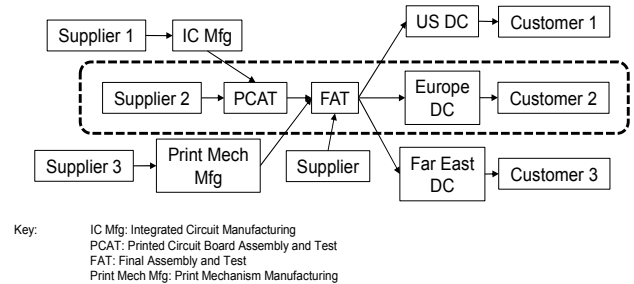 US DC
Customer 1
Supplier 1
IC Mfg
Supplier 2
PCAT
FAT
Europe
DC
Customer 2
Supplier 3
Print Mech
Mfg
Supplier
Far East
DC
Customer 3
Key: IC Mfg: Integrated Circuit Manufacturing
PCAT: Printed Circuit Board Assembly and Test
FAT: Final Assembly and Test
Print Mech Mfg: Print Mechanism Manufacturing